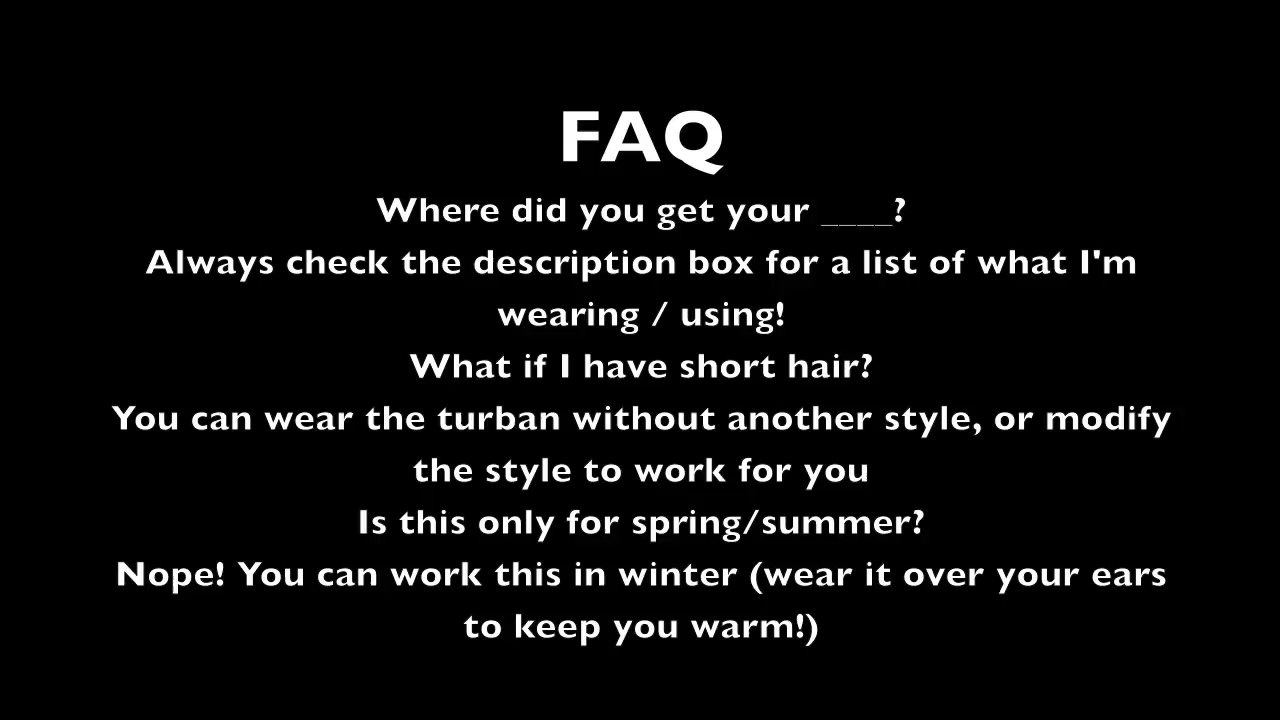 FAQ
Where did you get your ____?
Always check the description box for a list of what I'm
wearing / using!
What if I have short hair?
You can wear the turban without another style, or modify
the style to work for you
Is this only for spring/summer?
Nope! You can work this in winter (wear it over your ears
to keep you warm!)